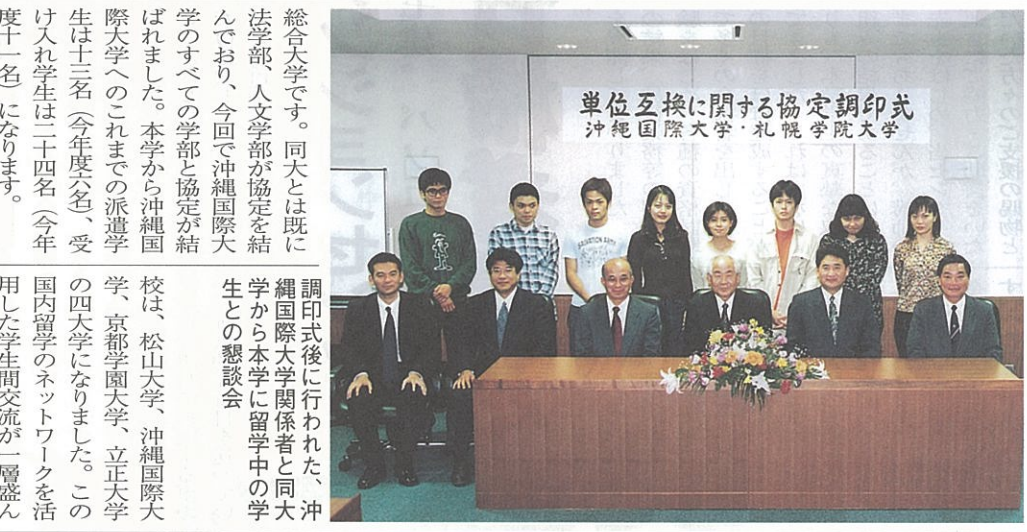 総合大学です。同大とは既に
法学部、人文学部が協定を結
んでおり、今回で沖縄国際大
学のすべての学部と協定が結
ばれました。本学から沖縄国
際大学へのこれまでの派遣学
生は十三名（今年度六名）、受
け入れ学生は二十四名（今年
度十一名）になります。
単位互換に関する協定調印式
沖縄国際大学・札幌学院大学
調印式後に行われた、沖
縄国際大学関係者と同大
学から本学に留学中の学
生との懇談会
校は、松山大学、沖縄国際大
学、京都学園大学、立正大学
の四大学になりました。この
国内留学のネットワークを活
用した学生間交流が一層盛ん